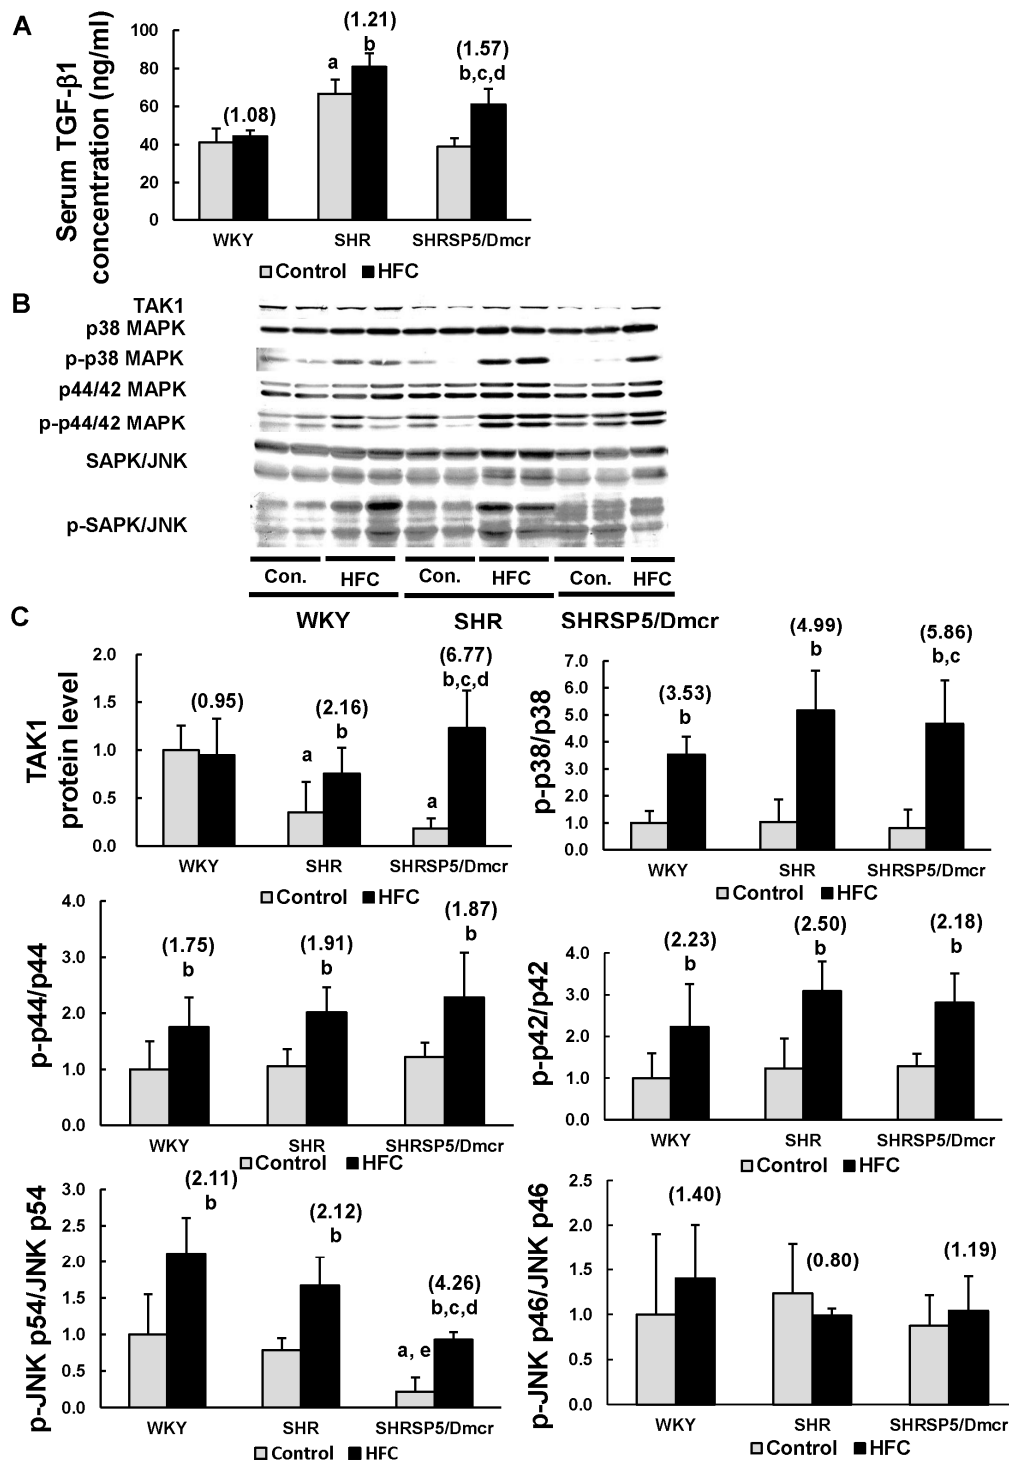 A
Serum TGF-β1
concentration (ng/ml)
100
80
60
40
20
0
(1.08)
a
(1.21)
b
(1.57)
b,c,d
WKY
SHR
SHRSP5/Dmcr
Control
HFC
B
TAK1
p38 MAPK
p-p38 MAPK
p44/42 MAPK
p-p44/42 MAPK
SAPK/JNK
p-SAPK/JNK
Con.
HFC
Con.
HFC
Con.
HFC
WKY
SHR
SHRSP5/Dmcr
C
TAK1
protein level
2.0
1.5
1.0
0.5
0.0
(0.95)
a
(2.16)
b
a
(6.77)
b,c,d
WKY
SHR
SHRSP5/Dmcr
Control
HFC
p-p38/p38
7.0
6.0
5.0
4.0
3.0
2.0
1.0
0.0
(3.53)
b
(4.99)
b
(5.86)
b,c
WKY
SHR
SHRSP5/Dmcr
Control
HFC
p-p44/p44
4.0
3.0
2.0
1.0
0.0
(1.75)
b
(1.91)
b
(1.87)
b
WKY
SHR
SHRSP5/Dmcr
Control
HFC
p-p42/p42
4.0
3.0
2.0
1.0
0.0
(2.23)
b
(2.50)
b
(2.18)
b
WKY
SHR
SHRSP5/Dmcr
Control
HFC
p-JNK p54/JNK p54
3.0
2.5
2.0
1.5
1.0
0.5
0.0
(2.11)
b
(2.12)
b
a, e
(4.26)
b,c,d
WKY
SHR
SHRSP5/Dmcr
Control
HFC
p-JNK p46/JNK p46
2.5
2.0
1.5
1.0
0.5
0.0
(1.40)
(0.80)
(1.19)
WKY
SHR
SHRSP5/Dmcr
Control
HFC